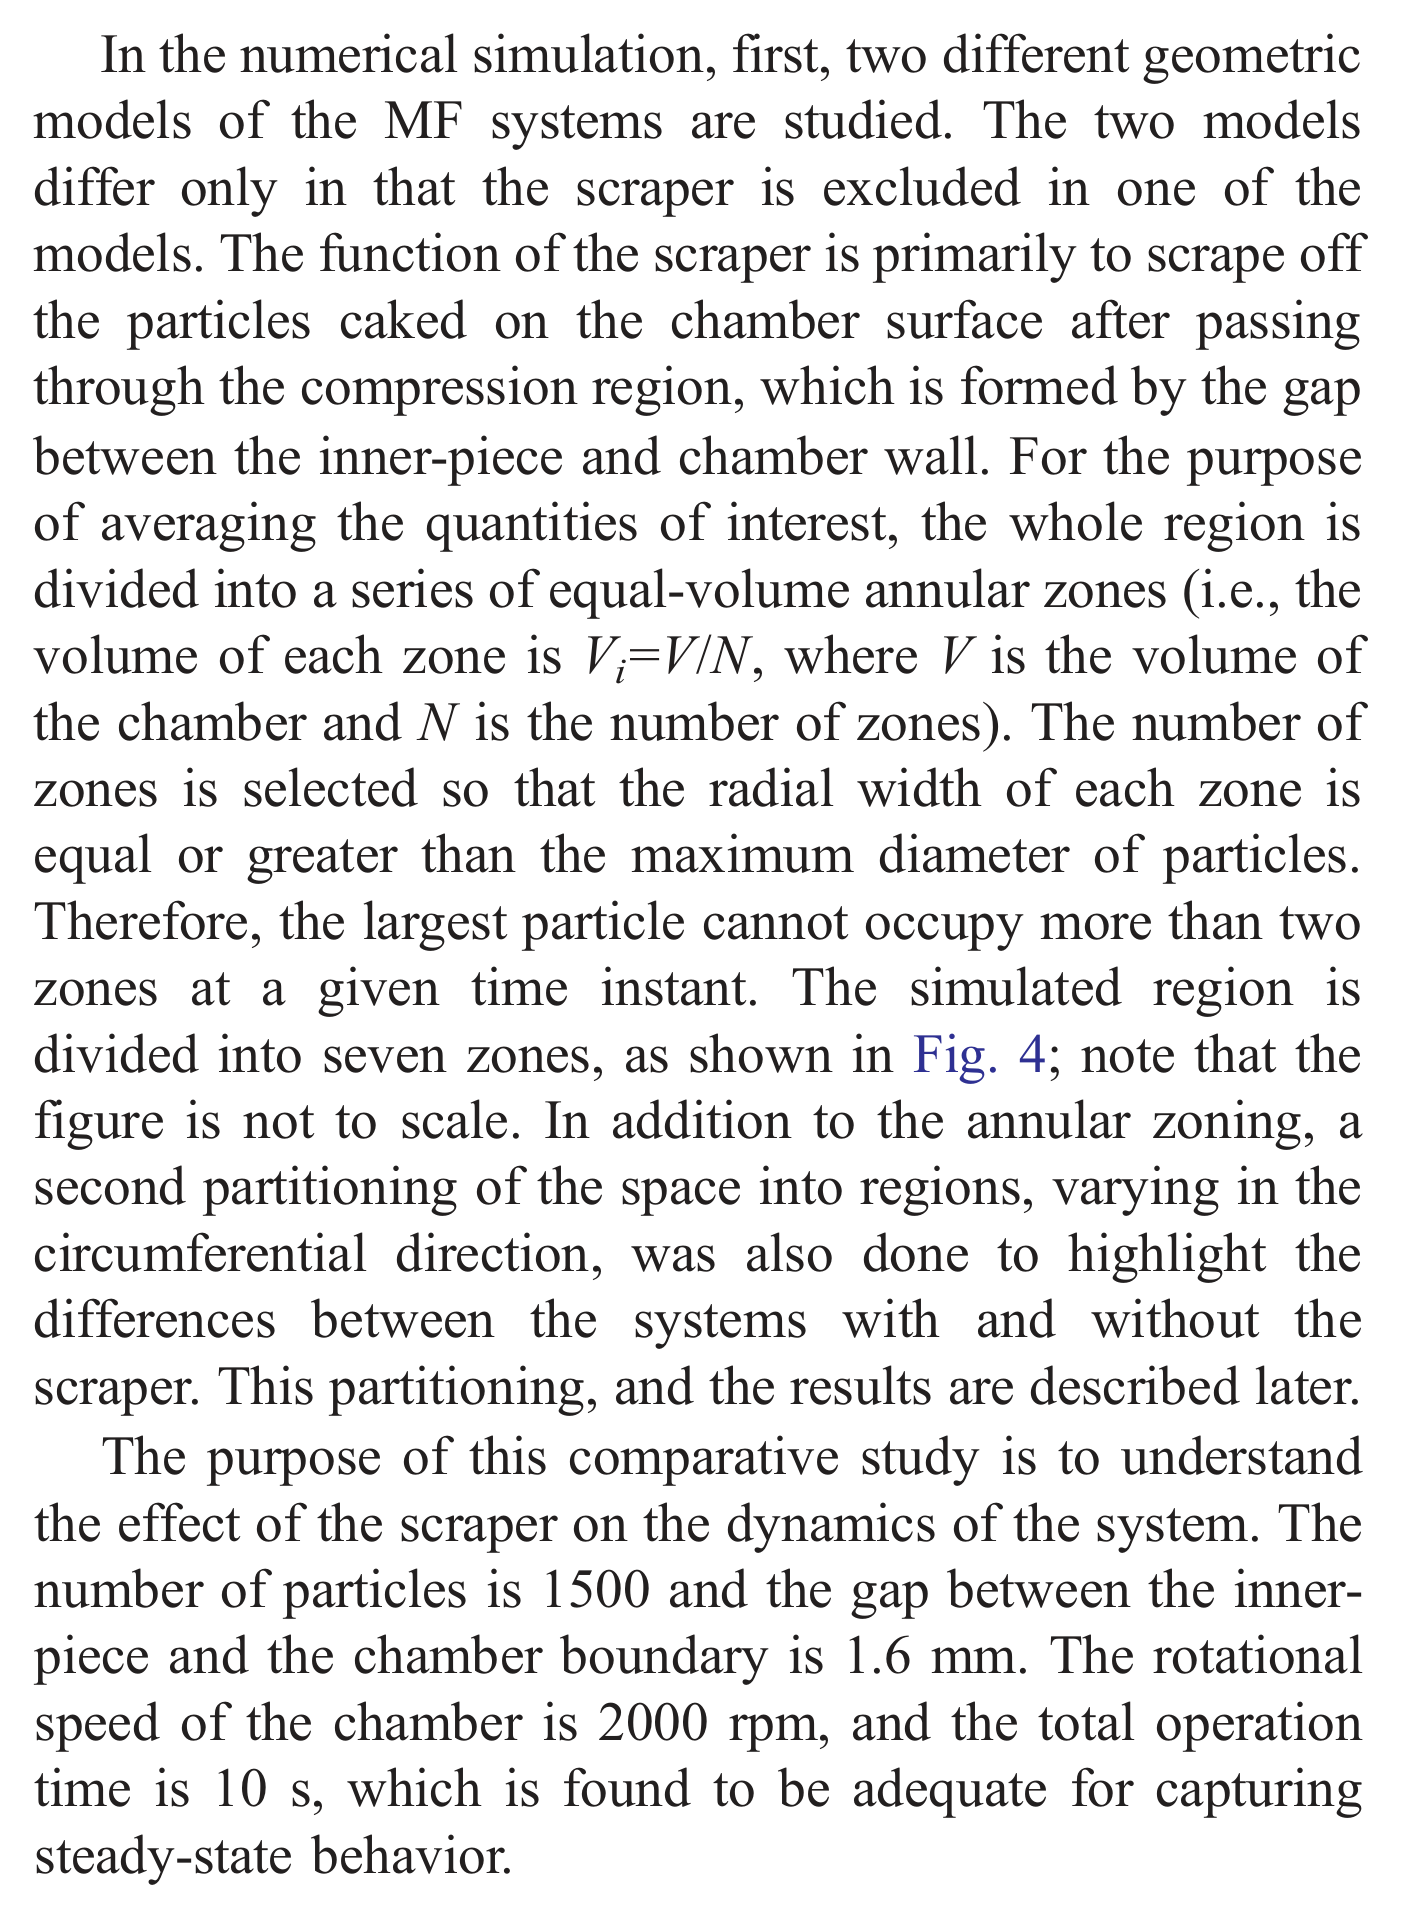 In the numerical simulation, first, two different geometric
models of the MF systems are studied. The two models
differ only in that the scraper is excluded in one of the
models. The function of the scraper is primarily to scrape off
the particles caked on the chamber surface after passing
through the compression region, which is formed by the gap
between the inner-piece and chamber wall. For the purpose
of averaging the quantities of interest, the whole region is
divided into a series of equal-volume annular zones (i.e., the
volume of each zone is Vi=V/N, where V is the volume of
the chamber and N is the number of zones). The number of
zones is selected so that the radial width of each zone is
equal or greater than the maximum diameter of particles.
Therefore, the largest particle cannot occupy more than two
zones at a given time instant. The simulated region is
divided into seven zones, as shown in Fig. 4; note that the
figure is not to scale. In addition to the annular zoning, a
second partitioning of the space into regions, varying in the
circumferential direction, was also done to highlight the
differences between the systems with and without the
scraper. This partitioning, and the results are described later.
The purpose of this comparative study is to understand
the effect of the scraper on the dynamics of the system. The
number of particles is 1500 and the gap between the inner-
piece and the chamber boundary is 1.6 mm. The rotational
speed of the chamber is 2000 rpm, and the total operation
time is 10 s, which is found to be adequate for capturing
steady-state behavior.